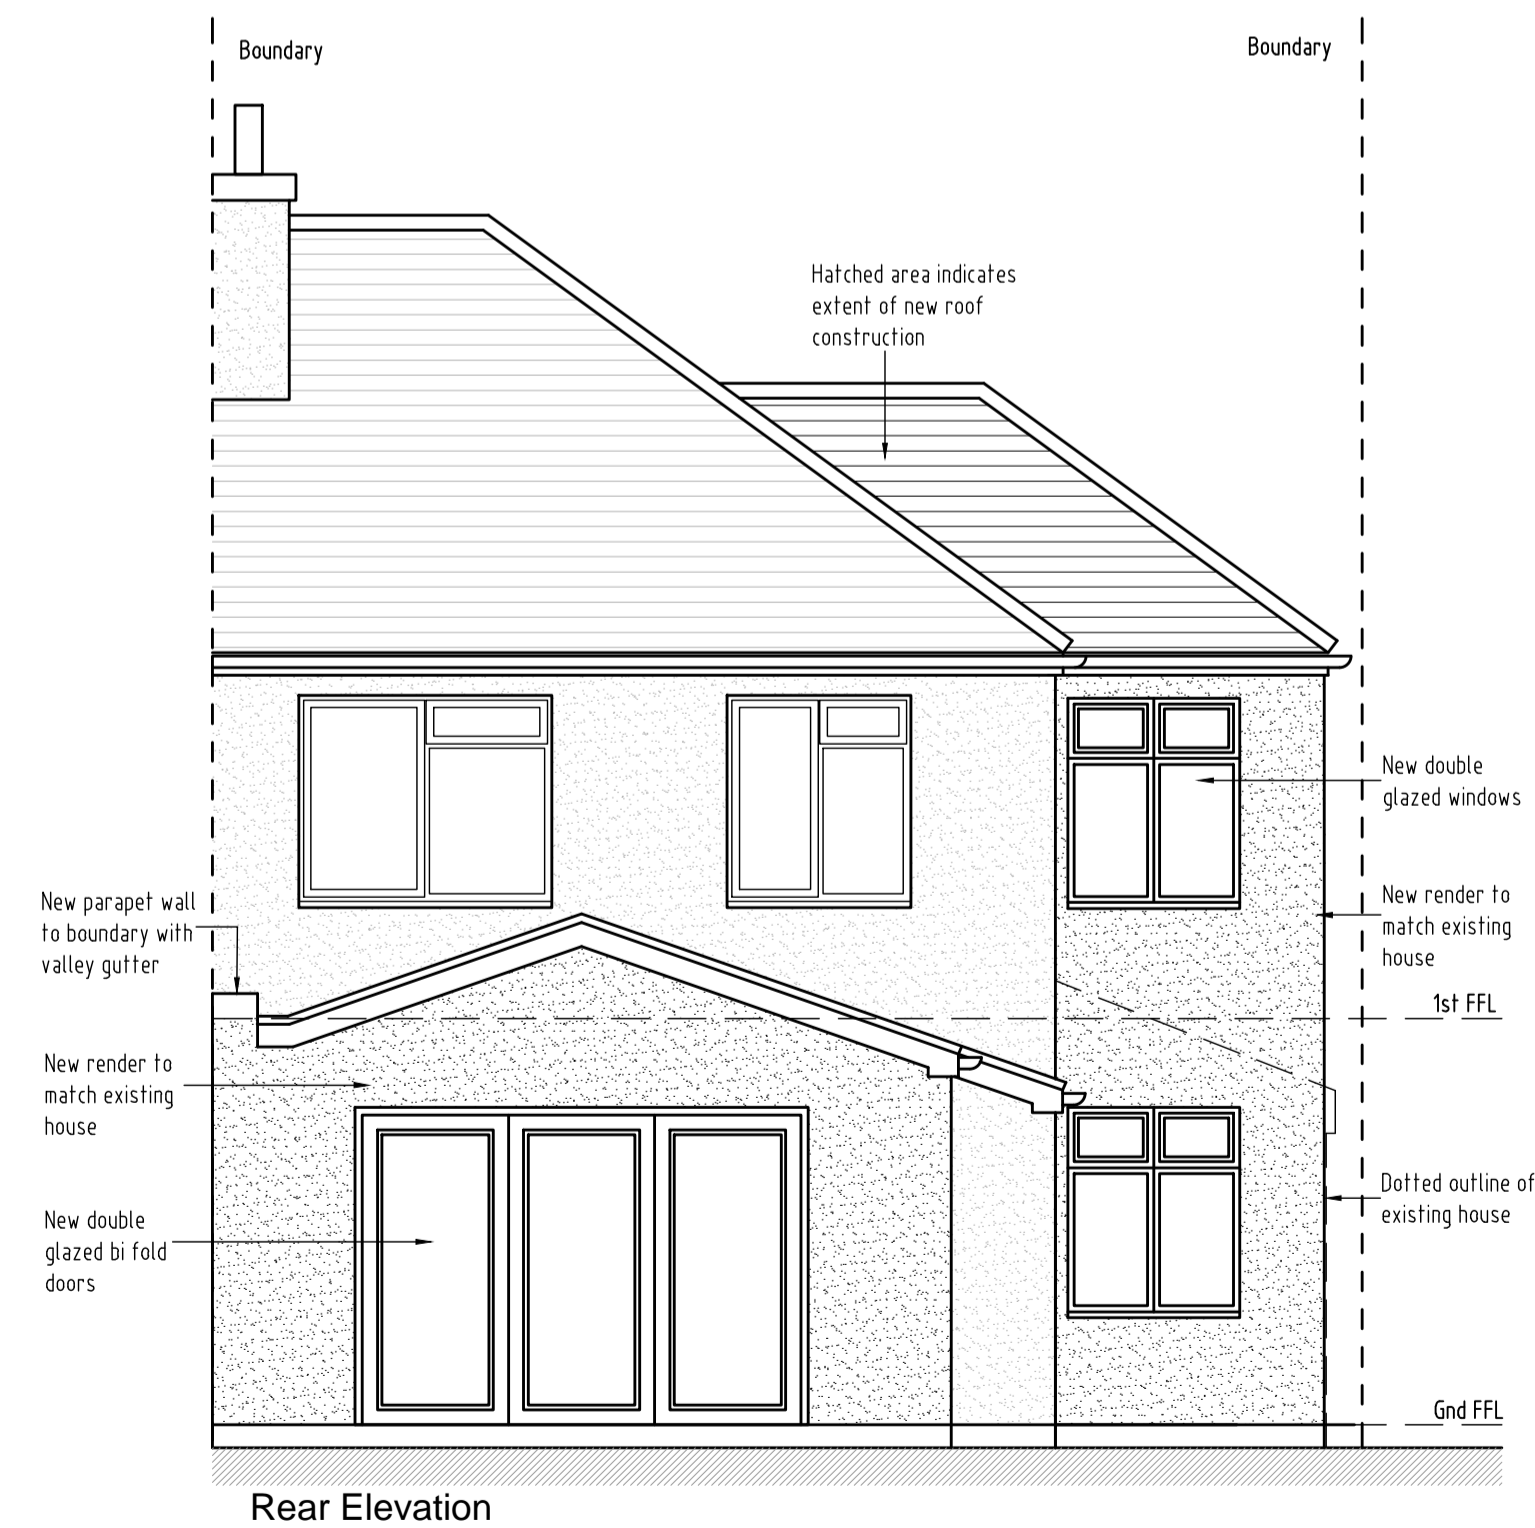 Boundary
Boundary
Hatched area indicates
extent of new roof
construction
New double
glazed windows
New render to
match existing
house
New parapet wall
to boundary with
valley gutter
1st FFL
New render to
match existing
house
Dotted outline of
existing house
New double
glazed bi fold
doors
Gnd FFL
Rear Elevation